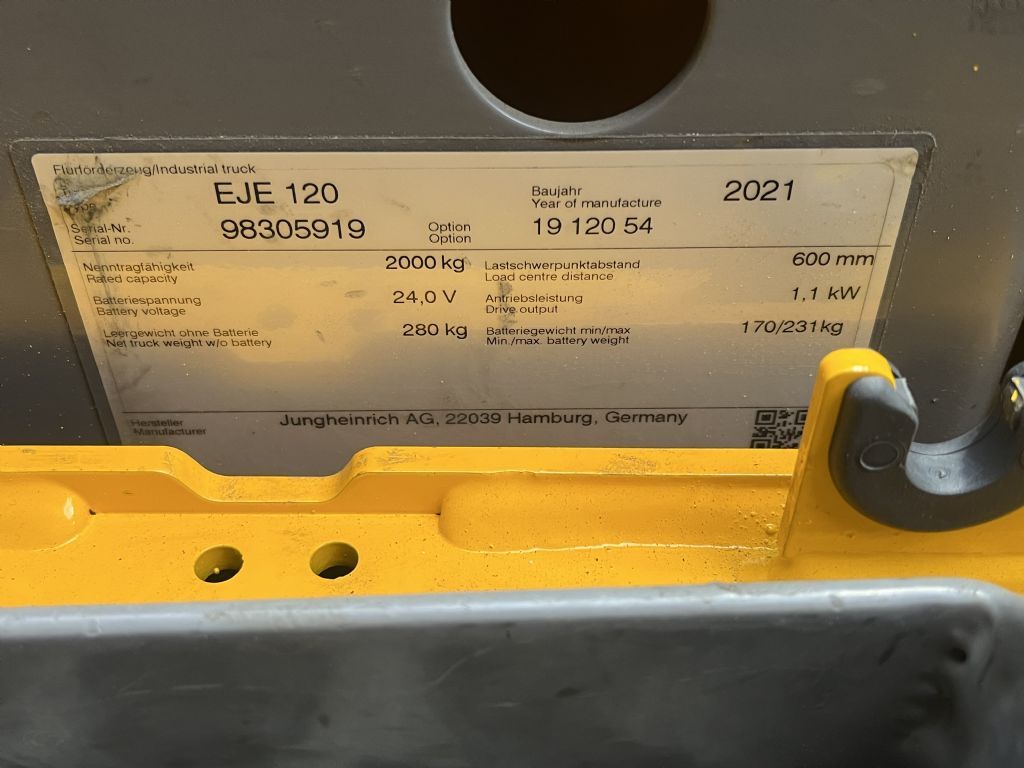 Flurförderzeug/Industrial truck
EJE 120
Baujahr
Year of manufacture
2021
Serial-Nr.
Serial no.
98305919
Option
Option
19 120 54
Nenntragfähigkeit
Rated capacity
2000 kg
Lastschwerpunktabstand
Load centre distance
600 mm
Batteriespannung
Battery voltage
24,0 V
Antriebsleistung
Drive output
1,1 kW
Leergewicht ohne Batterie
Net truck weight w/o battery
280 kg
Batteriegewicht min/max
Min./max. battery weight
170/231kg
Hersteller
Manufacturer
Jungheinrich AG, 22039 Hamburg, Germany